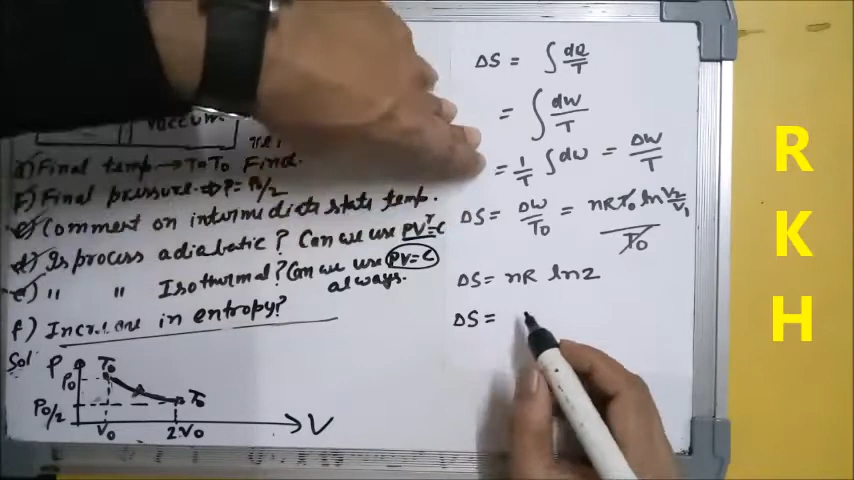 vaccum
a) Final temp → T=T₀ Final.
b) Final pressure ⇒ P= P₀/2
c) Comment on intermediate state temp.
d) Is process adiabatic? Can we use PVʳ=C
e) " " Isothermal? Can we use PV=C
always.
f) Increase in entropy?
Sol
P
T₀
P₀
T₀
P₀/2
V₀ 2V₀ V
ΔS = ∫ dQ/T
= ∫ dW/T
= 1/T ∫ dW = ΔW/T
ΔS = ΔW/T₀ = nRT₀ ln V₂/V₁ / T₀
ΔS = nR ln2
ΔS =
R
K
H